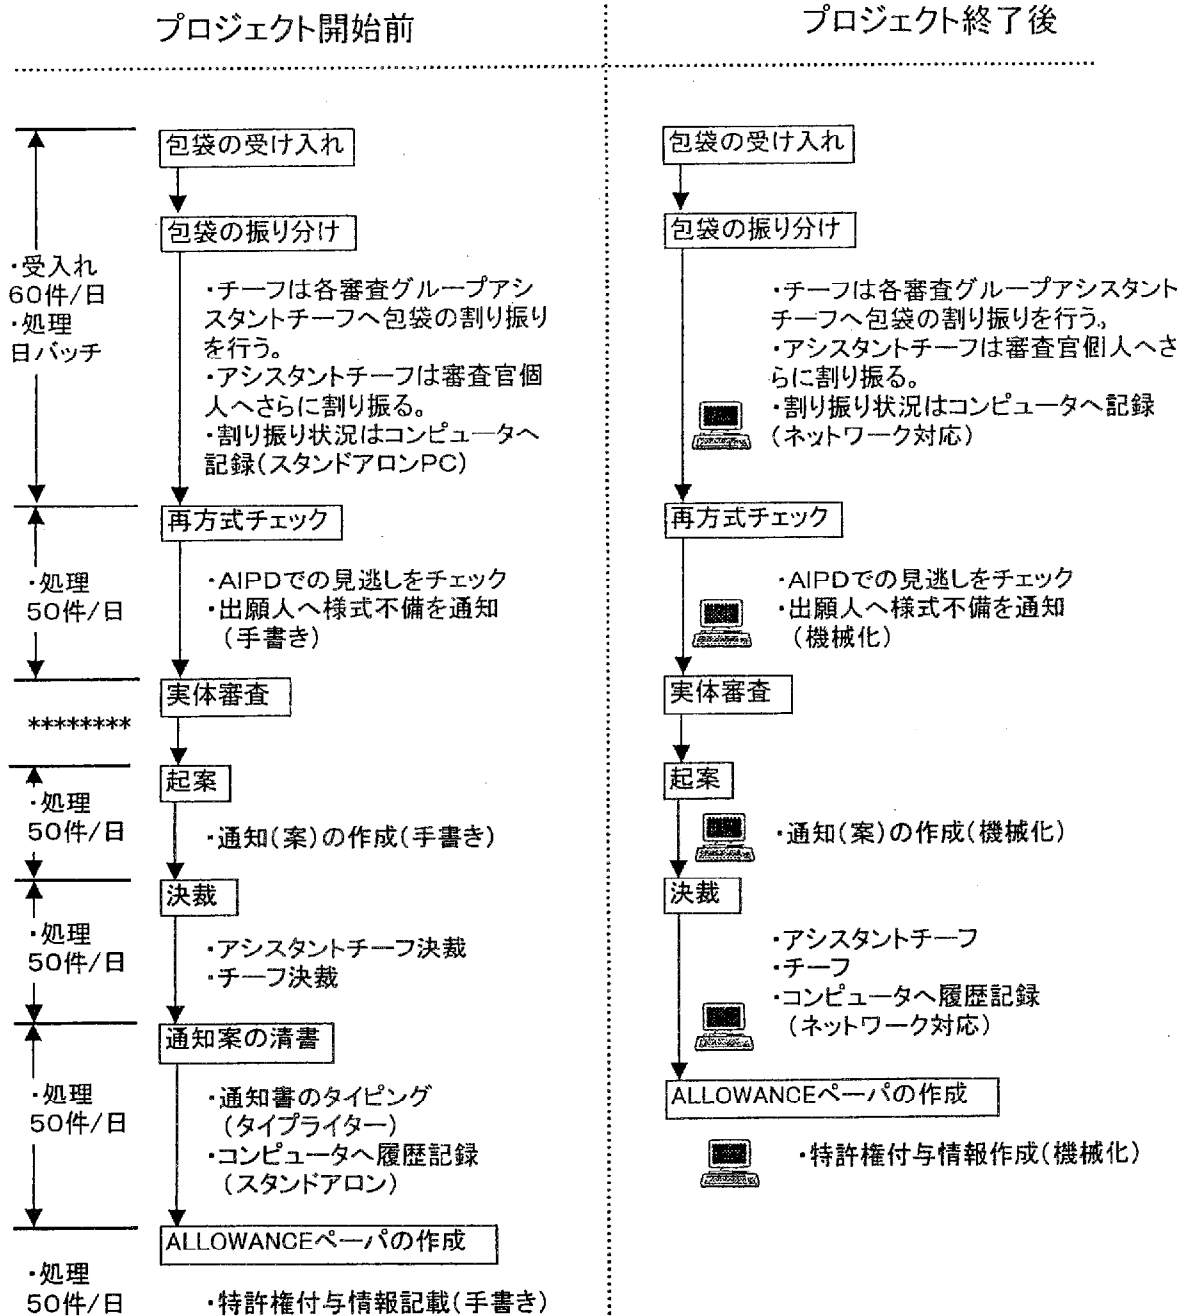 プロジェクト開始前
プロジェクト終了後
・受入れ
60件/日
・処理
日バッチ
包袋の受け入れ
包袋の振り分け
・チーフは各審査グループアシ
スタントチーフへ包袋の割り振り
を行う。
・アシスタントチーフは審査官個
人へさらに割り振る。
・割り振り状況はコンピュータへ
記録(スタンドアロンPC)
・処理
50件/日
再方式チェック
・AIPDでの見逃しをチェック
・出願人へ様式不備を通知
(手書き)
********
実体審査
・処理
50件/日
起案
・通知(案)の作成(手書き)
・処理
50件/日
決裁
・アシスタントチーフ決裁
・チーフ決裁
・処理
50件/日
通知案の清書
・通知書のタイピング
(タイプライター)
・コンピュータへ履歴記録
(スタンドアロン)
・処理
50件/日
ALLOWANCEペーパの作成
・特許権付与情報記載(手書き)
包袋の受け入れ
包袋の振り分け
・チーフは各審査グループアシスタント
チーフへ包袋の割り振りを行う。
・アシスタントチーフは審査官個人へさ
らに割り振る。
・割り振り状況はコンピュータへ記録
(ネットワーク対応)
再方式チェック
・AIPDでの見逃しをチェック
・出願人へ様式不備を通知
(機械化)
実体審査
起案
・通知(案)の作成(機械化)
決裁
・アシスタントチーフ
・チーフ
・コンピュータへ履歴記録
(ネットワーク対応)
ALLOWANCEペーパの作成
・特許権付与情報作成(機械化)